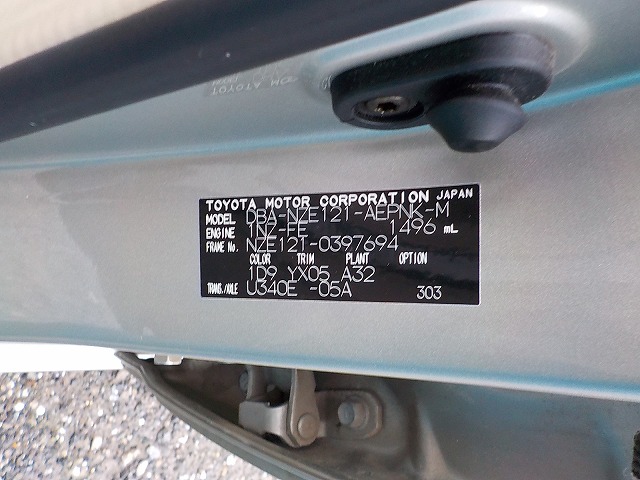 TOYOTA MOTOR CORPORATION JAPAN
MODEL DBA-NZE121-AEPNK-M
ENGINE 1NZ-FE 1496 mL
FRAME No. NZE121-0397694
COLOR TRIM PLANT OPTION
1D9 YX05 A32
TRANS./AXLE U340E -05A 303